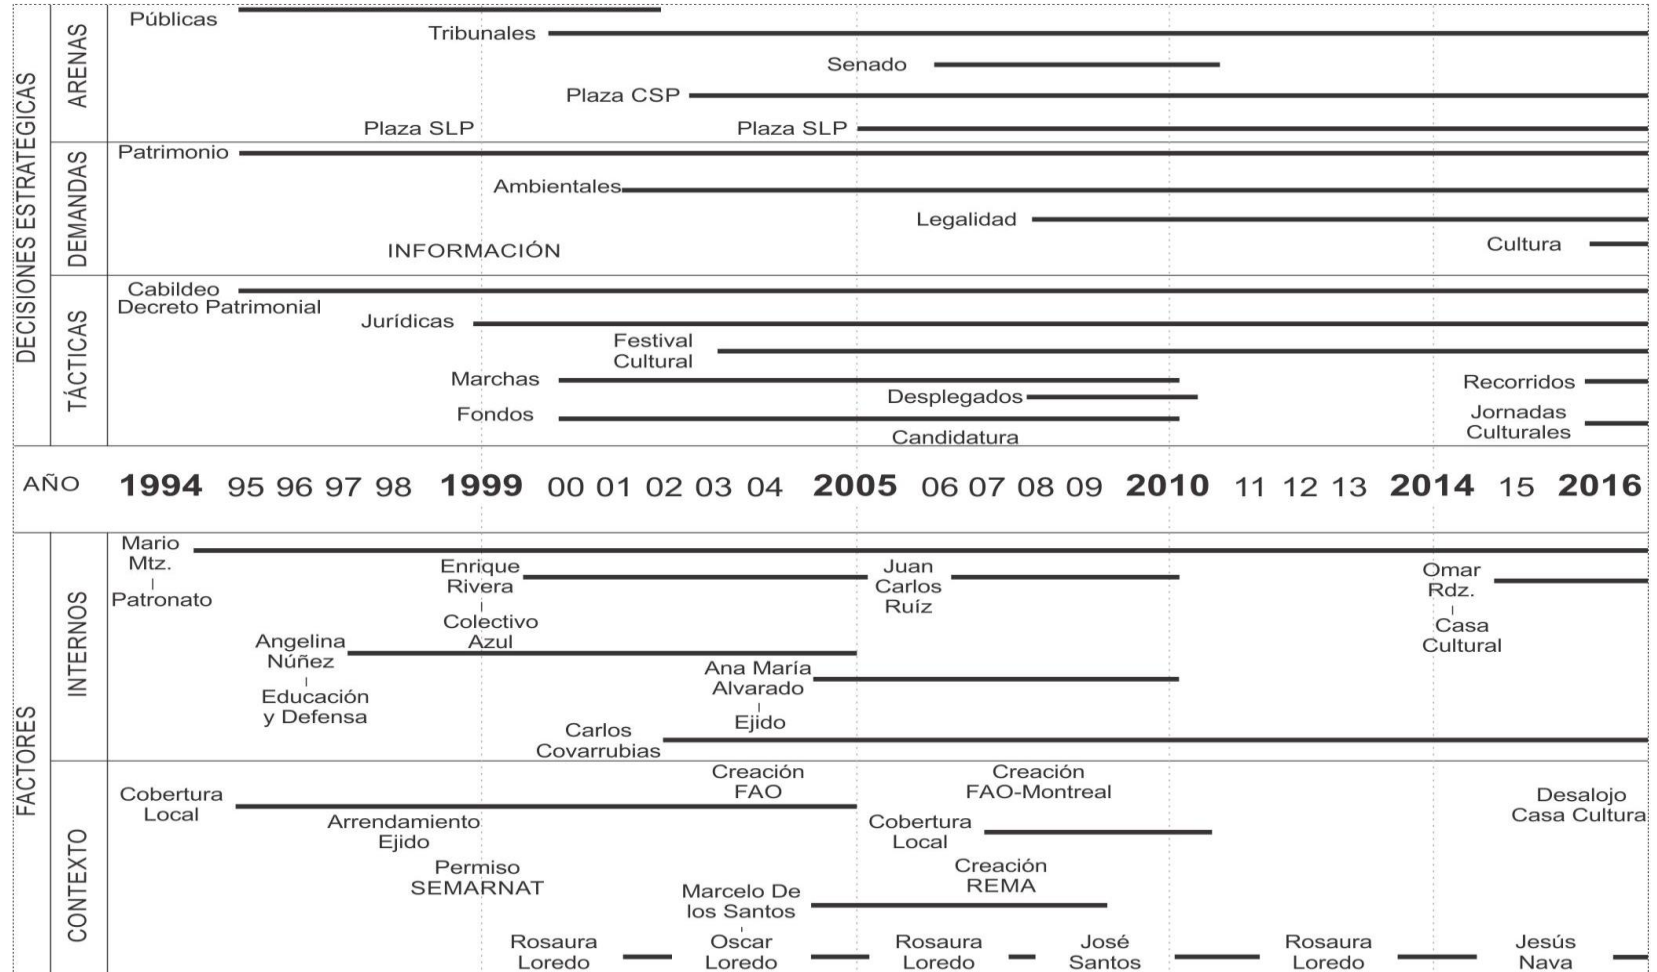 DECISIONES ESTRATEGICAS
ARENAS
Públicas
Tribunales
Senado
Plaza CSP
Plaza SLP
Plaza SLP
DEMANDAS
Patrimonio
Ambientales
Legalidad
Cultura
INFORMACIÓN
TÁCTICAS
Cabildeo
Decreto Patrimonial
Jurídicas
Festival
Cultural
Marchas
Desplegados
Recorridos
Fondos
Jornadas
Culturales
Candidatura
AÑO 1994 95 96 97 98 1999 00 01 02 03 04 2005 06 07 08 09 2010 11 12 13 2014 15 2016
FACTORES
INTERNOS
Mario
Mtz.
Patronato
Enrique
Rivera
Colectivo
Azul
Juan
Carlos
Ruíz
Omar
Rdz.
Casa
Cultural
Angelina
Núñez
Educación
y Defensa
Ana María
Alvarado
Ejido
Carlos
Covarrubias
CONTEXTO
Cobertura
Local
Creación
FAO
Creación
FAO-Montreal
Desalojo
Casa Cultura
Arrendamiento
Ejido
Cobertura
Local
Permiso
SEMARNAT
Creación
REMA
Marcelo De
los Santos
Rosaura
Loredo
Oscar
Loredo
Rosaura
Loredo
José
Santos
Rosaura
Loredo
Jesús
Nava